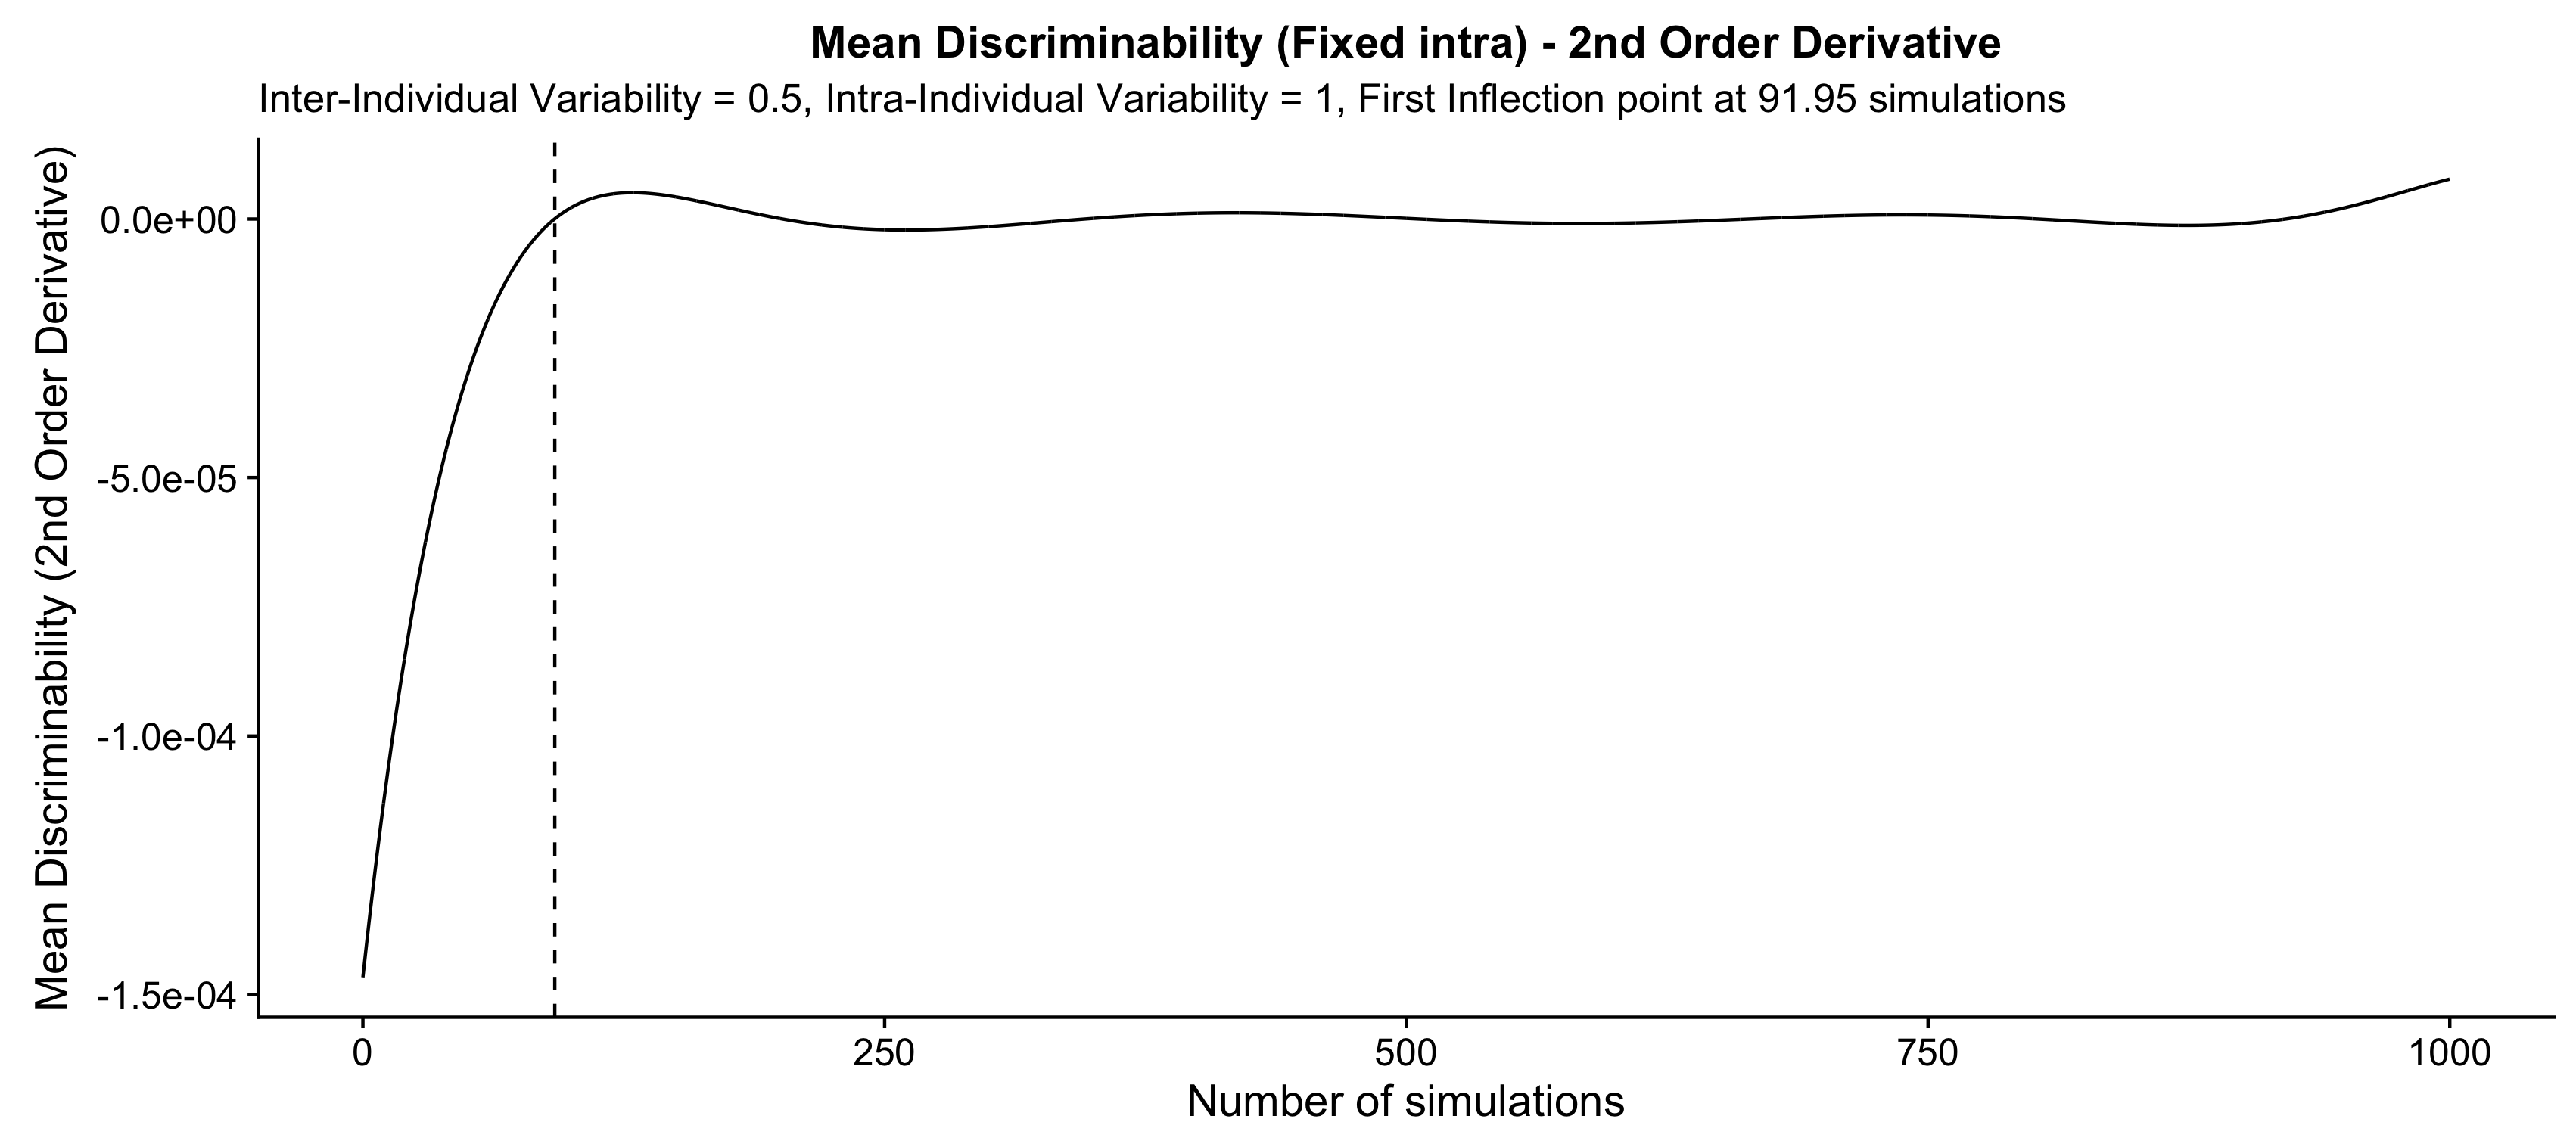 Mean Discriminability (Fixed intra) - 2nd Order Derivative
Inter-Individual Variability = 0.5, Intra-Individual Variability = 1, First Inflection point at 91.95 simulations
Mean Discriminability (2nd Order Derivative)
0.0e+00
-5.0e-05
-1.0e-04
-1.5e-04
0 250 500 750 1000
Number of simulations